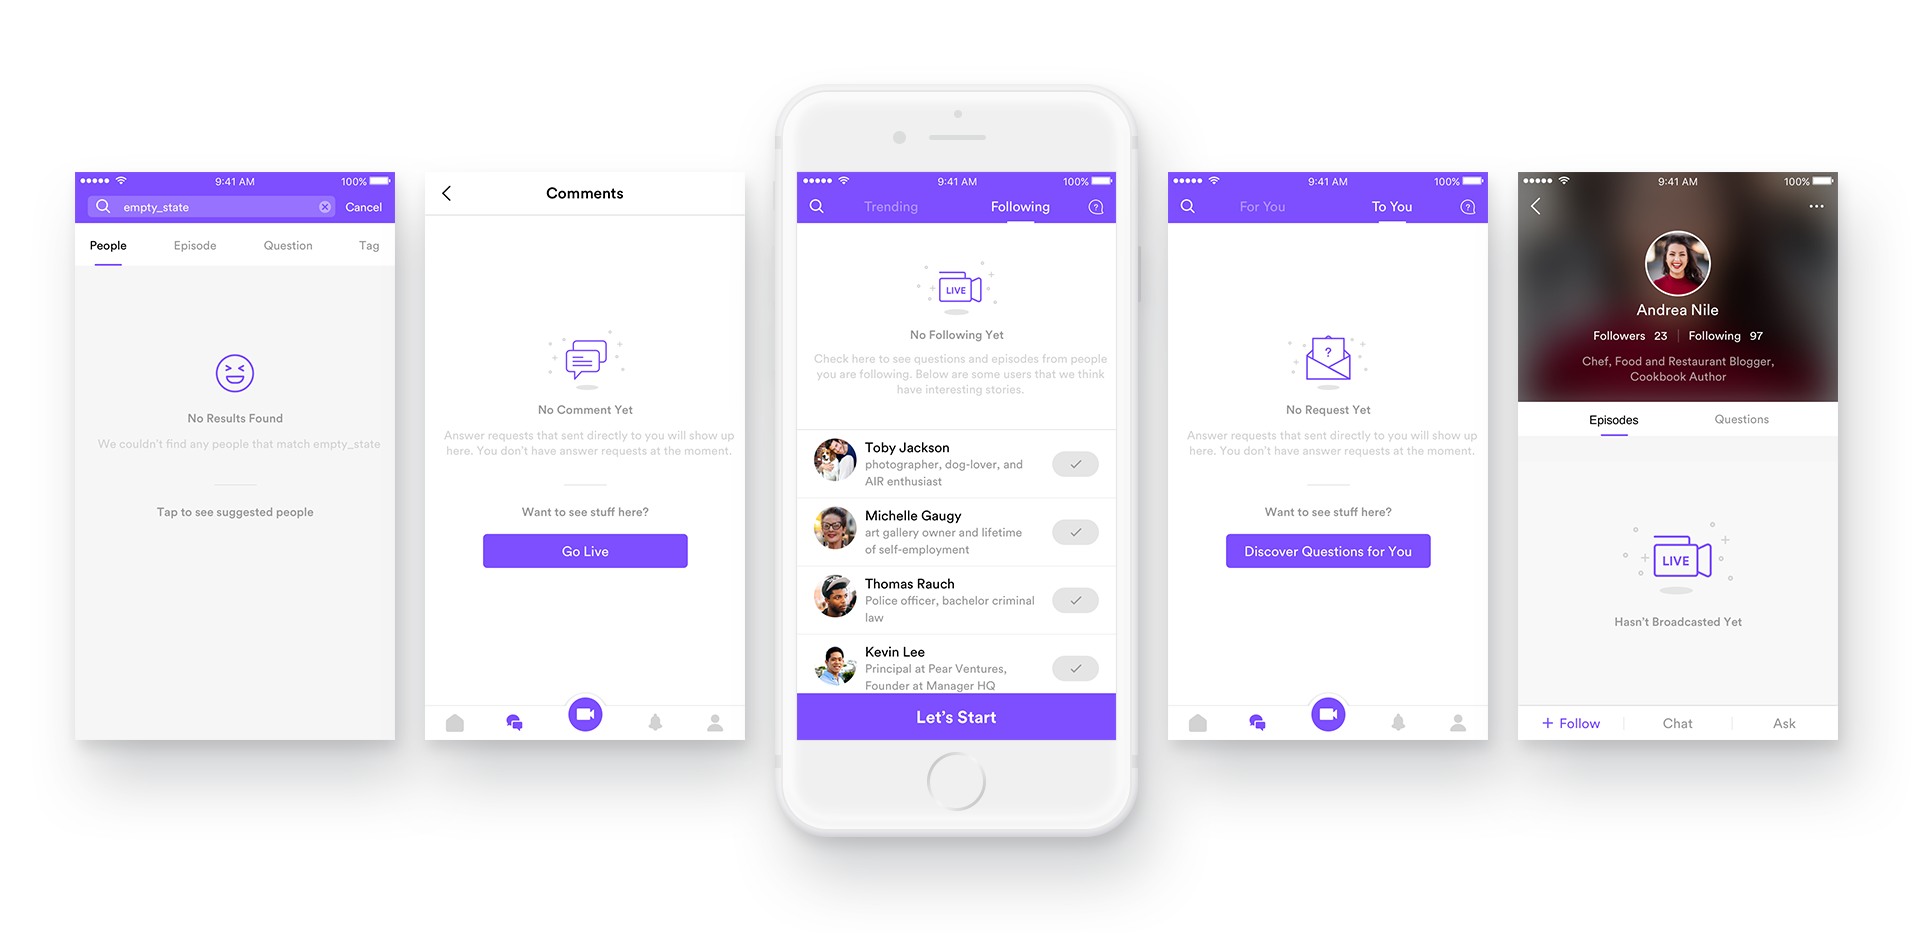 9:41 AM
100%
empty_state
Cancel
People
Episode
Question
Tag
No Results Found
We couldn't find any people that match empty_state
Tap to see suggested people
Comments
No Comment Yet
Answer requests that sent directly to you will show up
here. You don't have answer requests at the moment.
Want to see stuff here?
Go Live
9:41 AM
100%
Trending
Following
?
LIVE
No Following Yet
Check here to see questions and episodes from people
you are following. Below are some users that we think
have interesting stories.
Toby Jackson
photographer, dog-lover, and
AIR enthusiast
Michelle Gaugy
art gallery owner and lifetime
of self-employment
Thomas Rauch
Police officer, bachelor criminal
law
Kevin Lee
Principal at Pear Ventures,
Founder at Manager HQ
Let's Start
9:41 AM
100%
For You
To You
?
?
No Request Yet
Answer requests that sent directly to you will show up
here. You don't have answer requests at the moment.
Want to see stuff here?
Discover Questions for You
9:41 AM
100%
Andrea Nile
Followers 23 | Following 97
Chef, Food and Restaurant Blogger,
Cookbook Author
Episodes
Questions
LIVE
Hasn't Broadcasted Yet
+ Follow
Chat
Ask